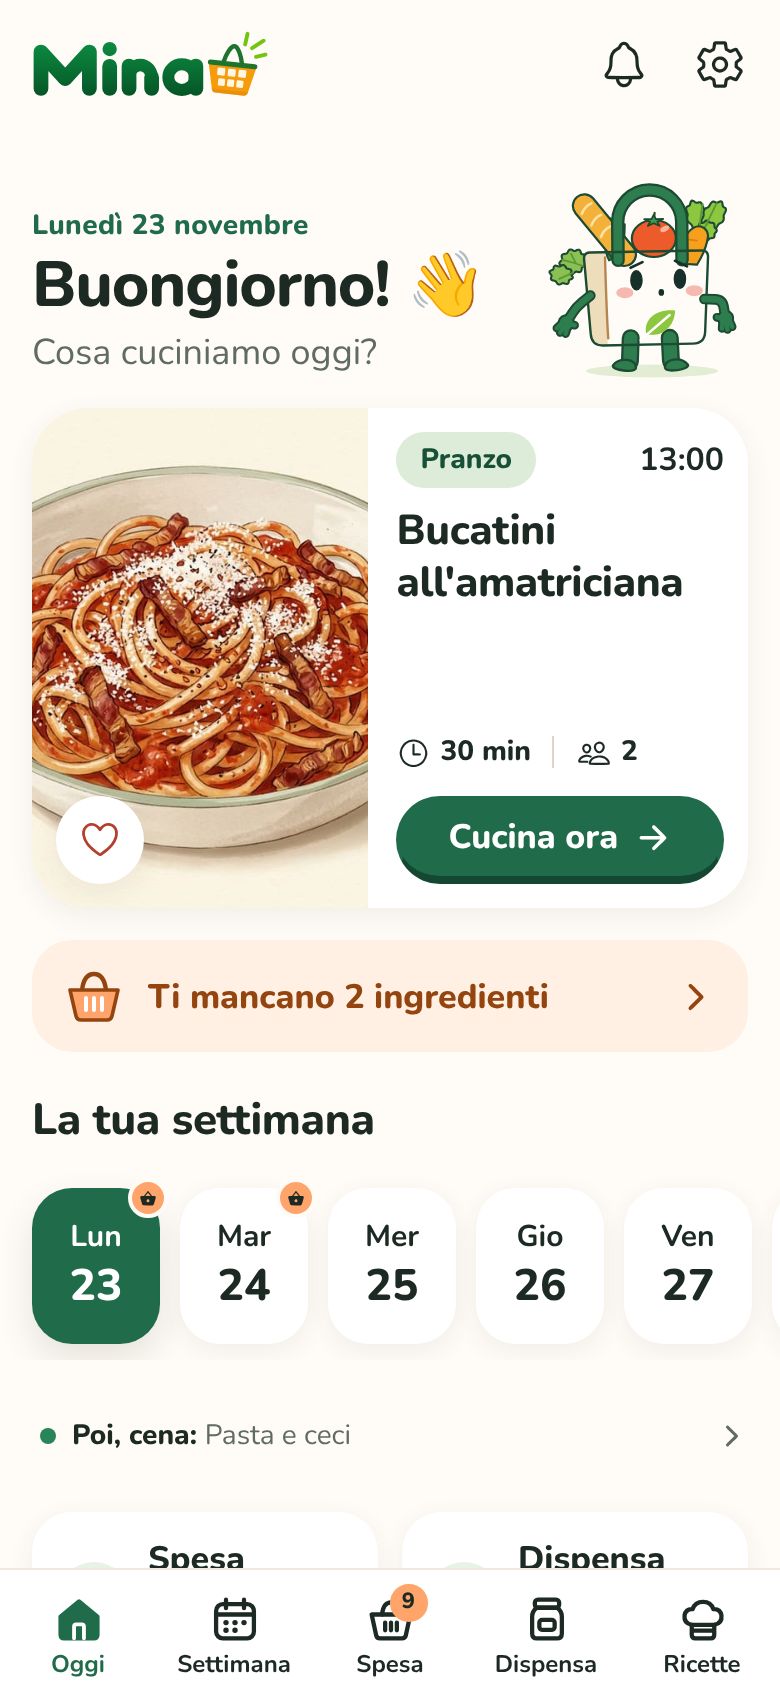 Mina
Lunedì 23 novembre
Buongiorno! 👋
Cosa cuciniamo oggi?
Pranzo
13:00
Bucatini
all'amatriciana
30 min
2
Cucina ora
Ti mancano 2 ingredienti
La tua settimana
Lun
23
Mar
24
Mer
25
Gio
26
Ven
27
Poi, cena: Pasta e ceci
Spesa
Dispensa
9
Oggi
Settimana
Spesa
Dispensa
Ricette